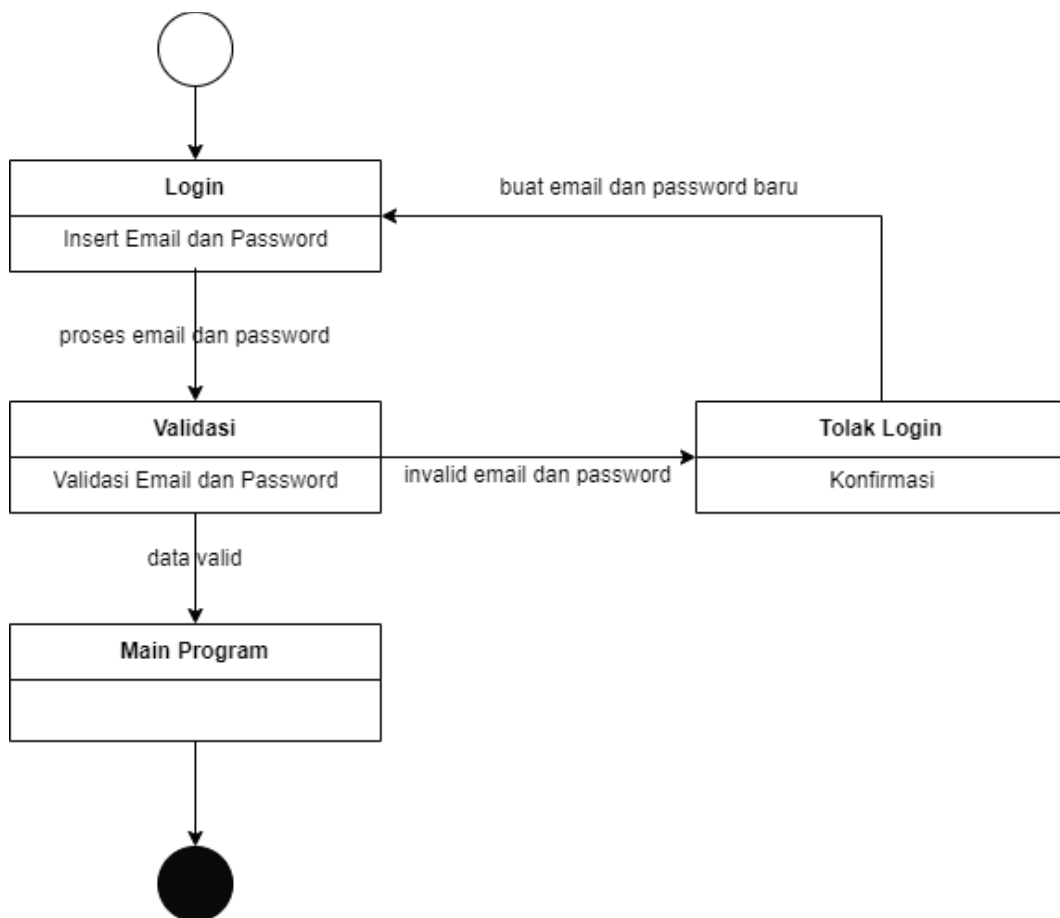 Login
buat email dan password baru
Insert Email dan Password
proses email dan password
Validasi
Tolak Login
Validasi Email dan Password
invalid email dan password
Konfirmasi
data valid
Main Program